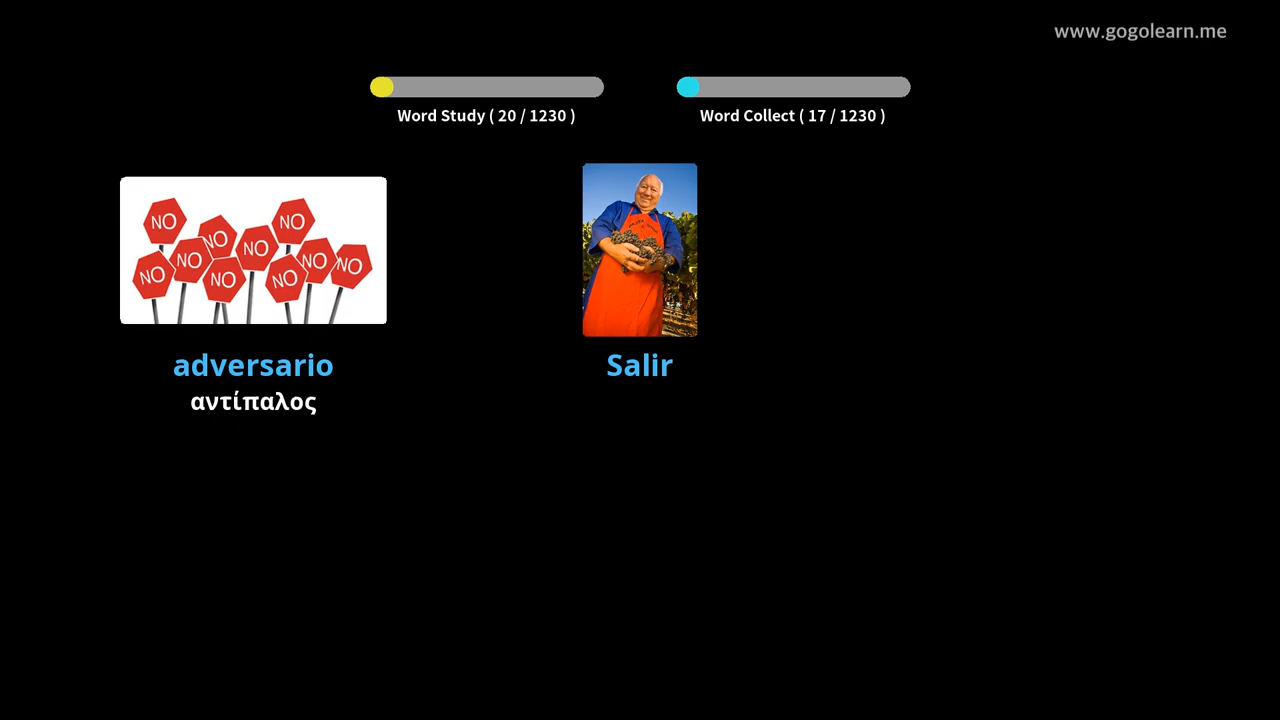 www.gogolearn.me
Word Study ( 20 / 1230 )
Word Collect ( 17 / 1230 )
NO
NO
NO
NO
NO
NO
NO
NO
NO
NO
adversario
αντίπαλος
Salir